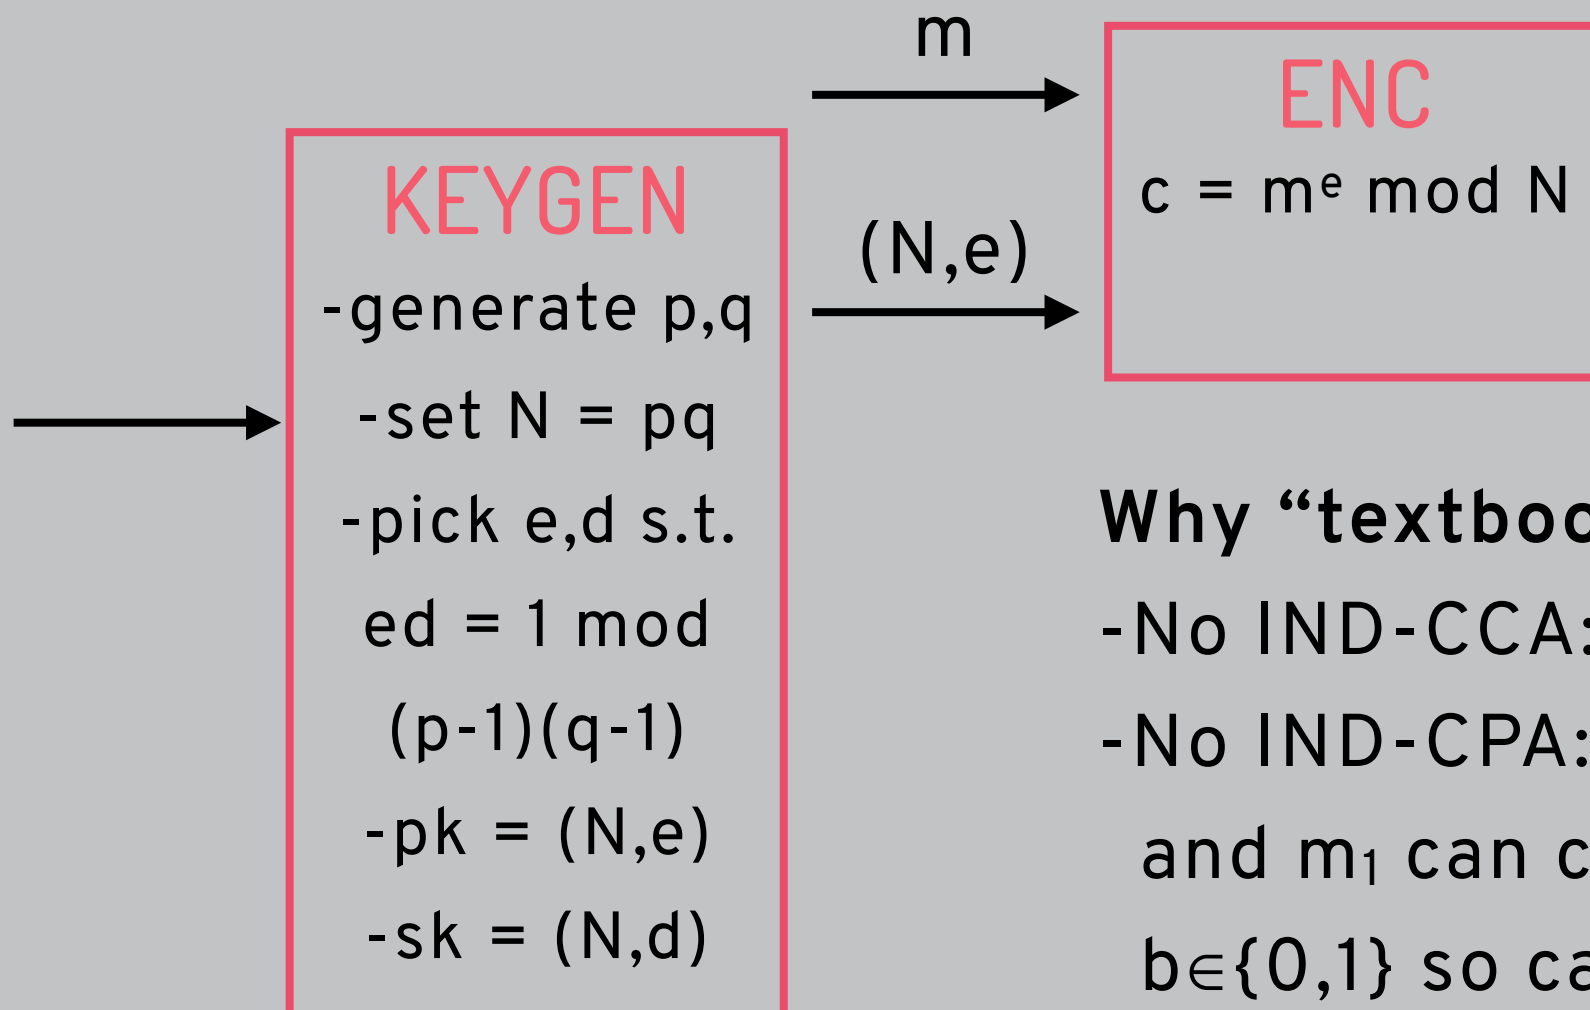 m
ENC
c = mᵉ mod N
(N,e)
KEYGEN
-generate p,q
-set N = pq
-pick e,d s.t.
ed = 1 mod
(p-1)(q-1)
-pk = (N,e)
-sk = (N,d)
Why “textboo
-No IND-CCA:
-No IND-CPA:
and m₁ can c
b∈{0,1} so ca